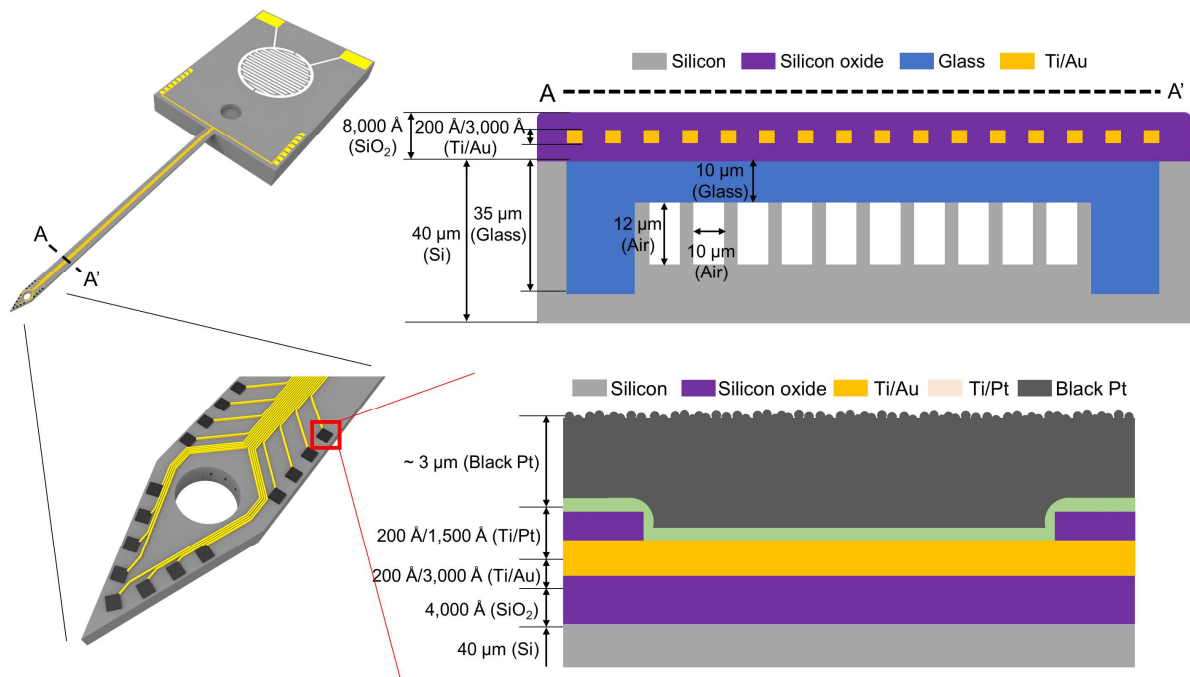 Silicon
Silicon oxide
Glass
Ti/Au
A
A'
8,000 Å
(SiO₂)
200 Å/3,000 Å
(Ti/Au)
10 µm
(Glass)
35 µm
(Glass)
40 µm
(Si)
12 µm
(Air)
10 µm
(Air)
A
A'
Silicon
Silicon oxide
Ti/Au
Ti/Pt
Black Pt
~ 3 µm (Black Pt)
200 Å/1,500 Å (Ti/Pt)
200 Å/3,000 Å (Ti/Au)
4,000 Å (SiO₂)
40 µm (Si)